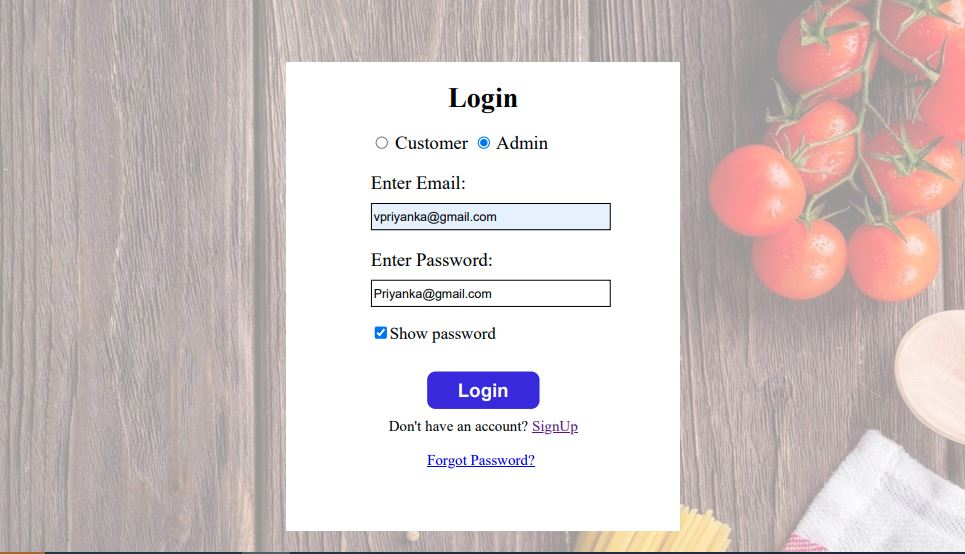 Login
Customer Admin
Enter Email:
vpriyanka@gmail.com
Enter Password:
Priyanka@gmail.com
Show password
Login
Don't have an account? SignUp
Forgot Password?